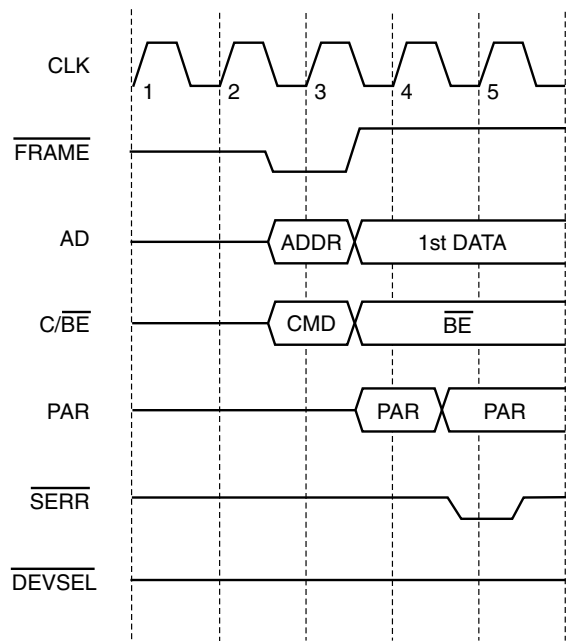 CLK
1 2 3 4 5
FRAME
AD ADDR 1st DATA
C/BE CMD BE
PAR PAR PAR
SERR
DEVSEL